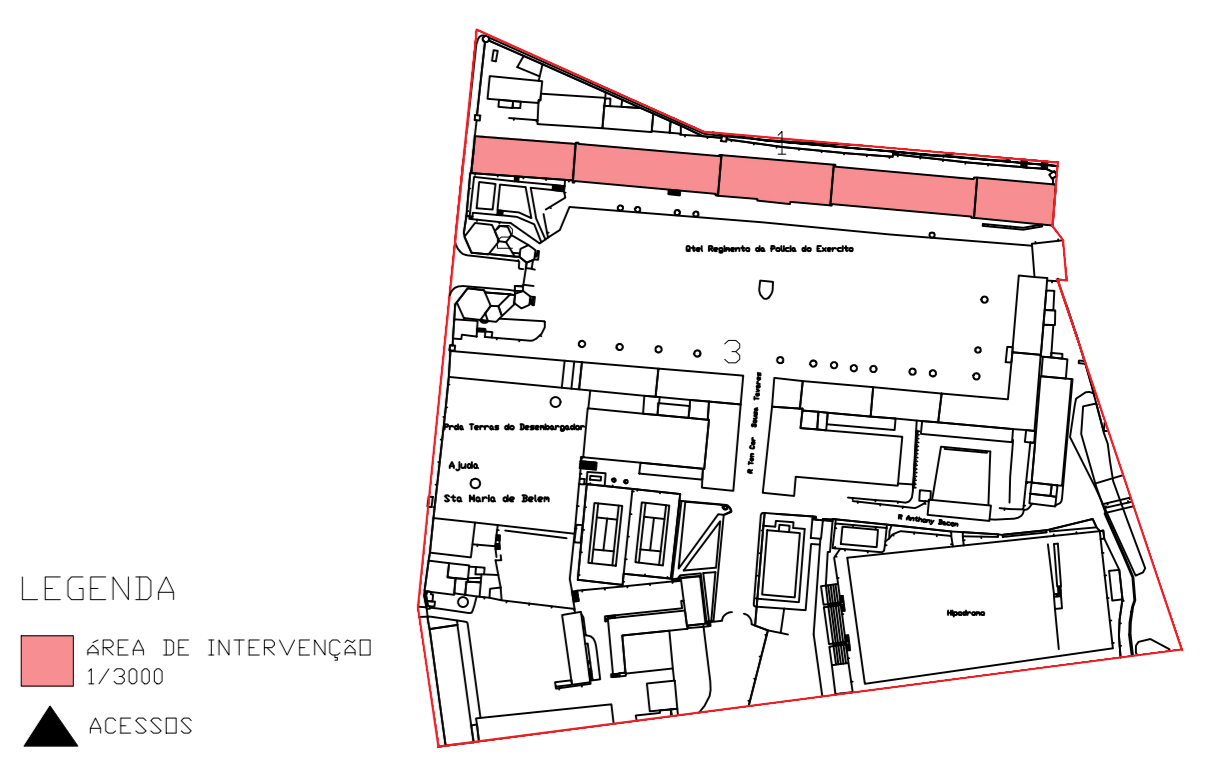 1
Qtel Regimento da Policia do Exercito
3
R Ten Cor Sousa Tavares
Prda Terras do Desembargador
Ajuda
Sta Maria de Belem
R Anthony Bacon
Hipodromo
LEGENDA
ÁREA DE INTERVENÇÃO
1/3000
ACESSOS